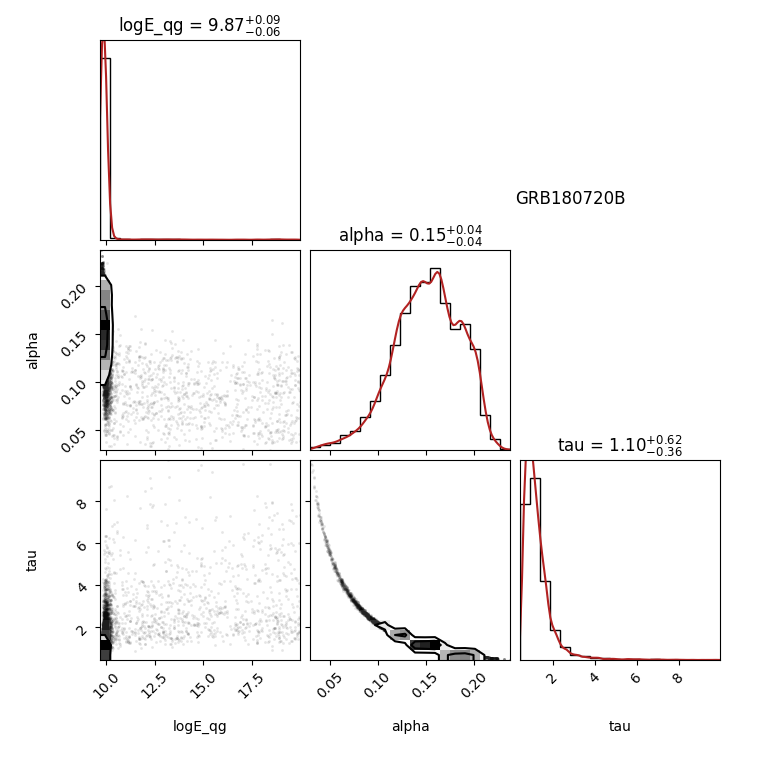 logE_qg = 9.87^{+0.09}_{-0.06}
GRB180720B
alpha = 0.15^{+0.04}_{-0.04}
alpha
0.20
0.15
0.10
0.05
tau = 1.10^{+0.62}_{-0.36}
tau
8
6
4
2
10.0 12.5 15.0 17.5
0.05 0.10 0.15 0.20
2 4 6 8
logE_qg alpha tau